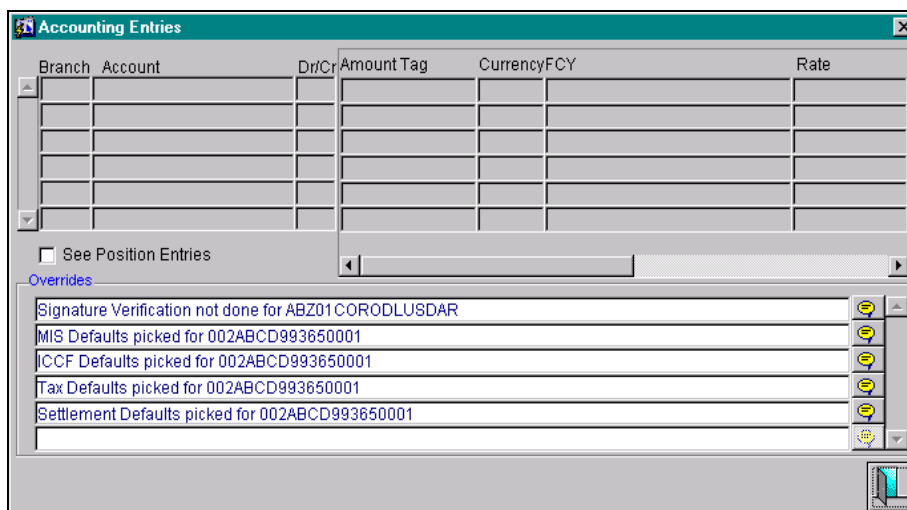 Accounting Entries
Branch Account Dr/Cr Amount Tag Currency FCY Rate
See Position Entries
Overrides
Signature Verification not done for ABZ01CORODLUSDAR
MIS Defaults picked for 002ABCD993650001
ICCF Defaults picked for 002ABCD993650001
Tax Defaults picked for 002ABCD993650001
Settlement Defaults picked for 002ABCD993650001